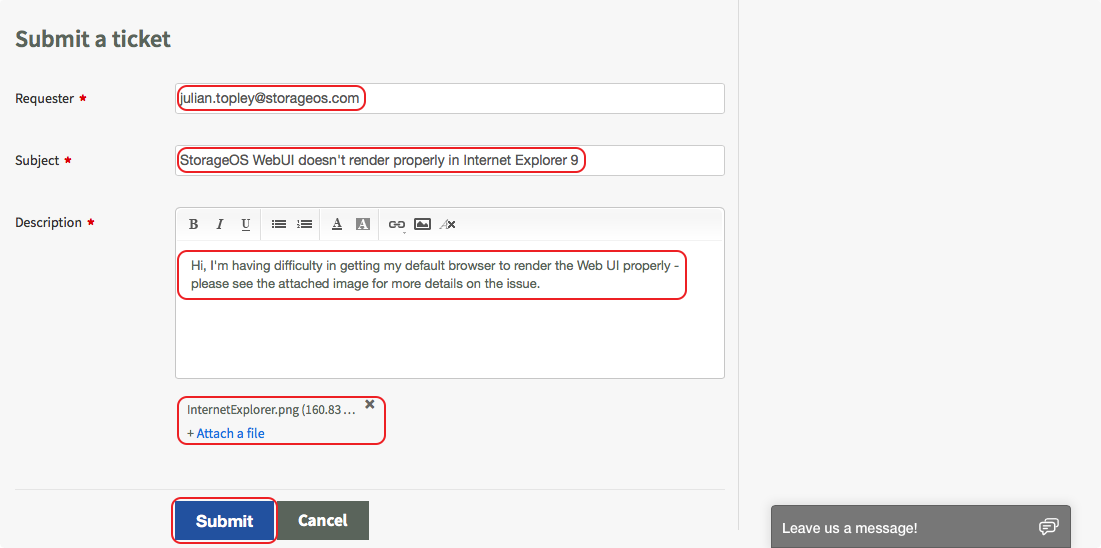 Submit a ticket
Requester *
julian.topley@storageos.com
Subject *
StorageOS WebUI doesn't render properly in Internet Explorer 9
Description *
B I U A A A
Hi, I'm having difficulty in getting my default browser to render the Web UI properly -
please see the attached image for more details on the issue.
InternetExplorer.png (160.83 ...
+ Attach a file
Submit Cancel
Leave us a message!